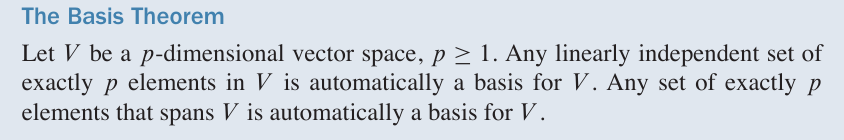 The Basis Theorem
Let V be a p-dimensional vector space, p ≥ 1. Any linearly independent set of
exactly p elements in V is automatically a basis for V. Any set of exactly p
elements that spans V is automatically a basis for V.